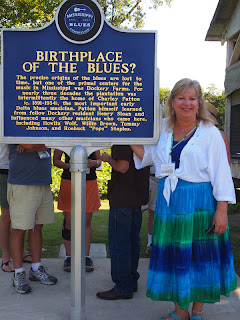 MISSISSIPPI
BLUES
BIRTHPLACE
OF THE BLUES?
The precise origins of the blues are lost to
time, but one of the primal centers for the
music in Mississippi was Dockery Farms. For
nearly three decades the plantation was
intermittently the home of Charley Patton
(c. 1891-1934), the most important early
Delta blues musician. Patton himself learned
from fellow Dockery resident Henry Sloan and
influenced many other musicians who came here,
including Howlin' Wolf, Willie Brown, Tommy
Johnson, and Roebuck "Pops" Staples.